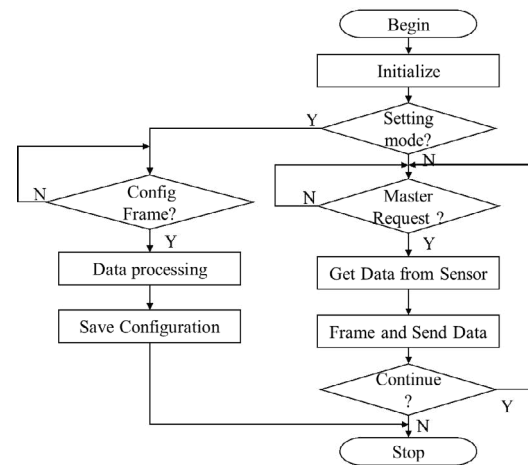 Begin
Initialize
Y
Setting
mode?
N
N
Config
Frame?
Y
N
Master
Request ?
Y
Data processing
Get Data from Sensor
Save Configuration
Frame and Send Data
Continue
?
Y
N
Stop